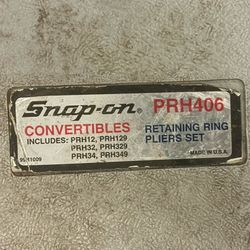 Snap-on® PRH406
CONVERTIBLES RETAINING RING
INCLUDES: PRH12, PRH129 PLIERS SET
PRH32, PRH329
PRH34, PRH349
MADE IN U.S.A.